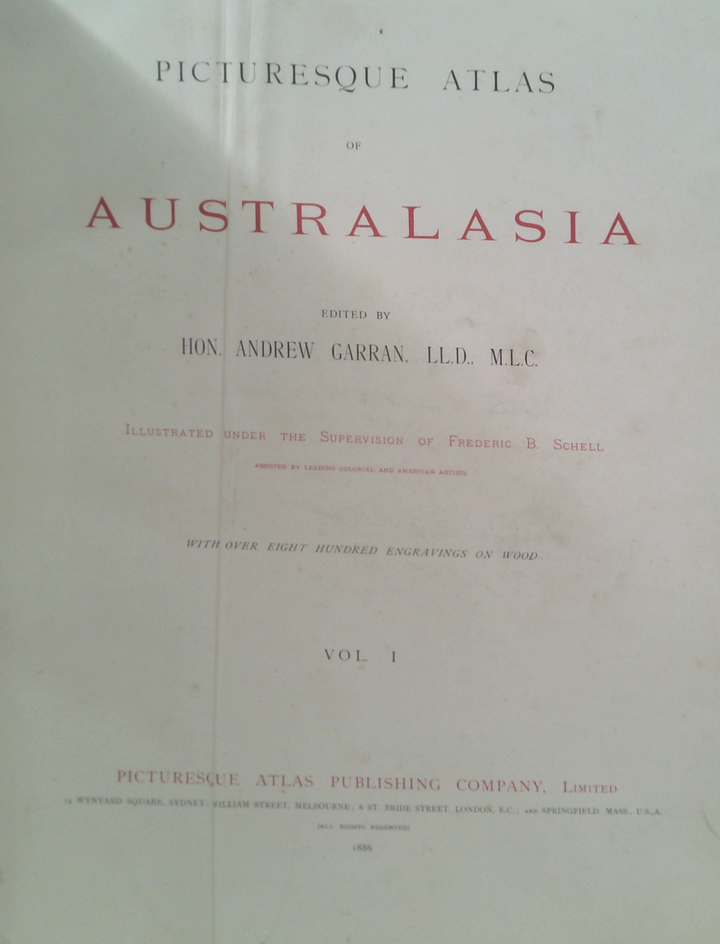 PICTURESQUE ATLAS
OF
AUSTRALASIA
EDITED BY
HON. ANDREW GARRAN, LL.D., M.L.C.
ILLUSTRATED UNDER THE SUPERVISION OF FREDERIC B. SCHELL
ASSISTED BY LEADING COLONIAL AND AMERICAN ARTISTS
WITH OVER EIGHT HUNDRED ENGRAVINGS ON WOOD
VOL. I
PICTURESQUE ATLAS PUBLISHING COMPANY, LIMITED
WYNYARD SQUARE, SYDNEY; WILLIAM STREET, MELBOURNE; 6 ST. BRIDE STREET, LONDON, E.C.; AND SPRINGFIELD, MASS., U.S.A.
(ALL RIGHTS RESERVED)
1886